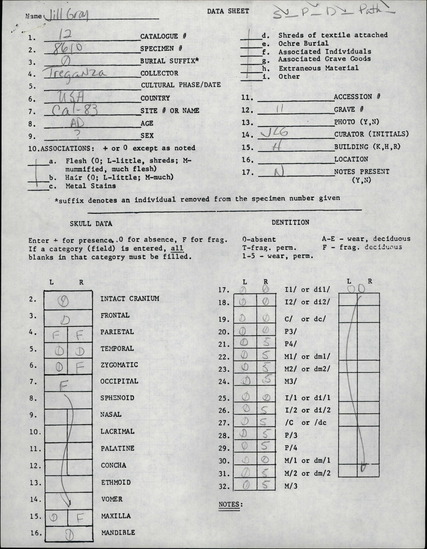 Name: Jill Gray
DATA SHEET
S✓ P✓ D✓ Path✓
1. 12 CATALOGUE #
2. 8610 SPECIMEN #
3. 0 BURIAL SUFFIX*
4. Treganza COLLECTOR
5. CULTURAL PHASE/DATE
6. USA COUNTRY
7. Cal-83 SITE # OR NAME
8. AD AGE
9. ? SEX
10. ASSOCIATIONS: + or 0 except as noted
a. Flesh (0; L-little, shreds; M-mummified, much flesh)
b. Hair (0; L-little; M-much)
c. Metal Stains
d. Shreds of textile attached
e. Ochre Burial
f. Associated Individuals
g. Associated Grave Goods
h. Extraneous Material
i. Other
11. ACCESSION #
12. 11 GRAVE #
13. PHOTO (Y,N)
14. JLG CURATOR (INITIALS)
15. H BUILDING (K,H,R)
16. LOCATION
17. N NOTES PRESENT (Y,N)
*suffix denotes an individual removed from the specimen number given
SKULL DATA
Enter + for presence, 0 for absence, F for frag.
If a category (field) is entered, all
blanks in that category must be filled.
DENTITION
0-absent A-E - wear, deciduous
T-frag. perm. F - frag. deciduous
1-5 - wear, perm.
L R
2. 0 INTACT CRANIUM
3. 0 FRONTAL
4. F F PARIETAL
5. 0 0 TEMPORAL
6. 0 F ZYGOMATIC
7. F OCCIPITAL
8. SPHENOID
9. NASAL
10. LACRIMAL
11. PALATINE
12. CONCHA
13. ETHMOID
14. VOMER
15. 0 F MAXILLA
16. 0 MANDIBLE
L R L R
17. 0 0 I1/ or di1/ 0 0
18. 0 0 I2/ or di2/
19. 0 0 C/ or dc/
20. 0 0 P3/
21. 0 5 P4/
22. 0 5 M1/ or dm1/
23. 0 5 M2/ or dm2/
24. 0 5 M3/
25. 0 0 I/1 or di/1
26. 0 5 I/2 or di/2
27. 0 5 /C or /dc
28. 0 5 P/3
29. 0 5 P/4
30. 0 0 M/1 or dm/1
31. 0 5 M/2 or dm/2
32. 0 5 M/3
NOTES: